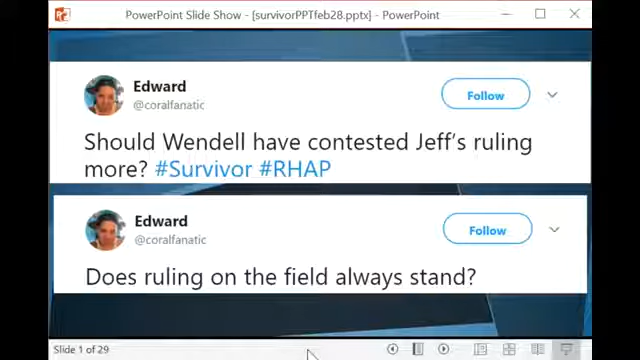 PowerPoint Slide Show - [survivorPPTfeb28.pptx] - PowerPoint
Edward
@coralfanatic
Follow
Should Wendell have contested Jeff's ruling
more? #Survivor #RHAP
Edward
@coralfanatic
Follow
Does ruling on the field always stand?
Slide 1 of 29